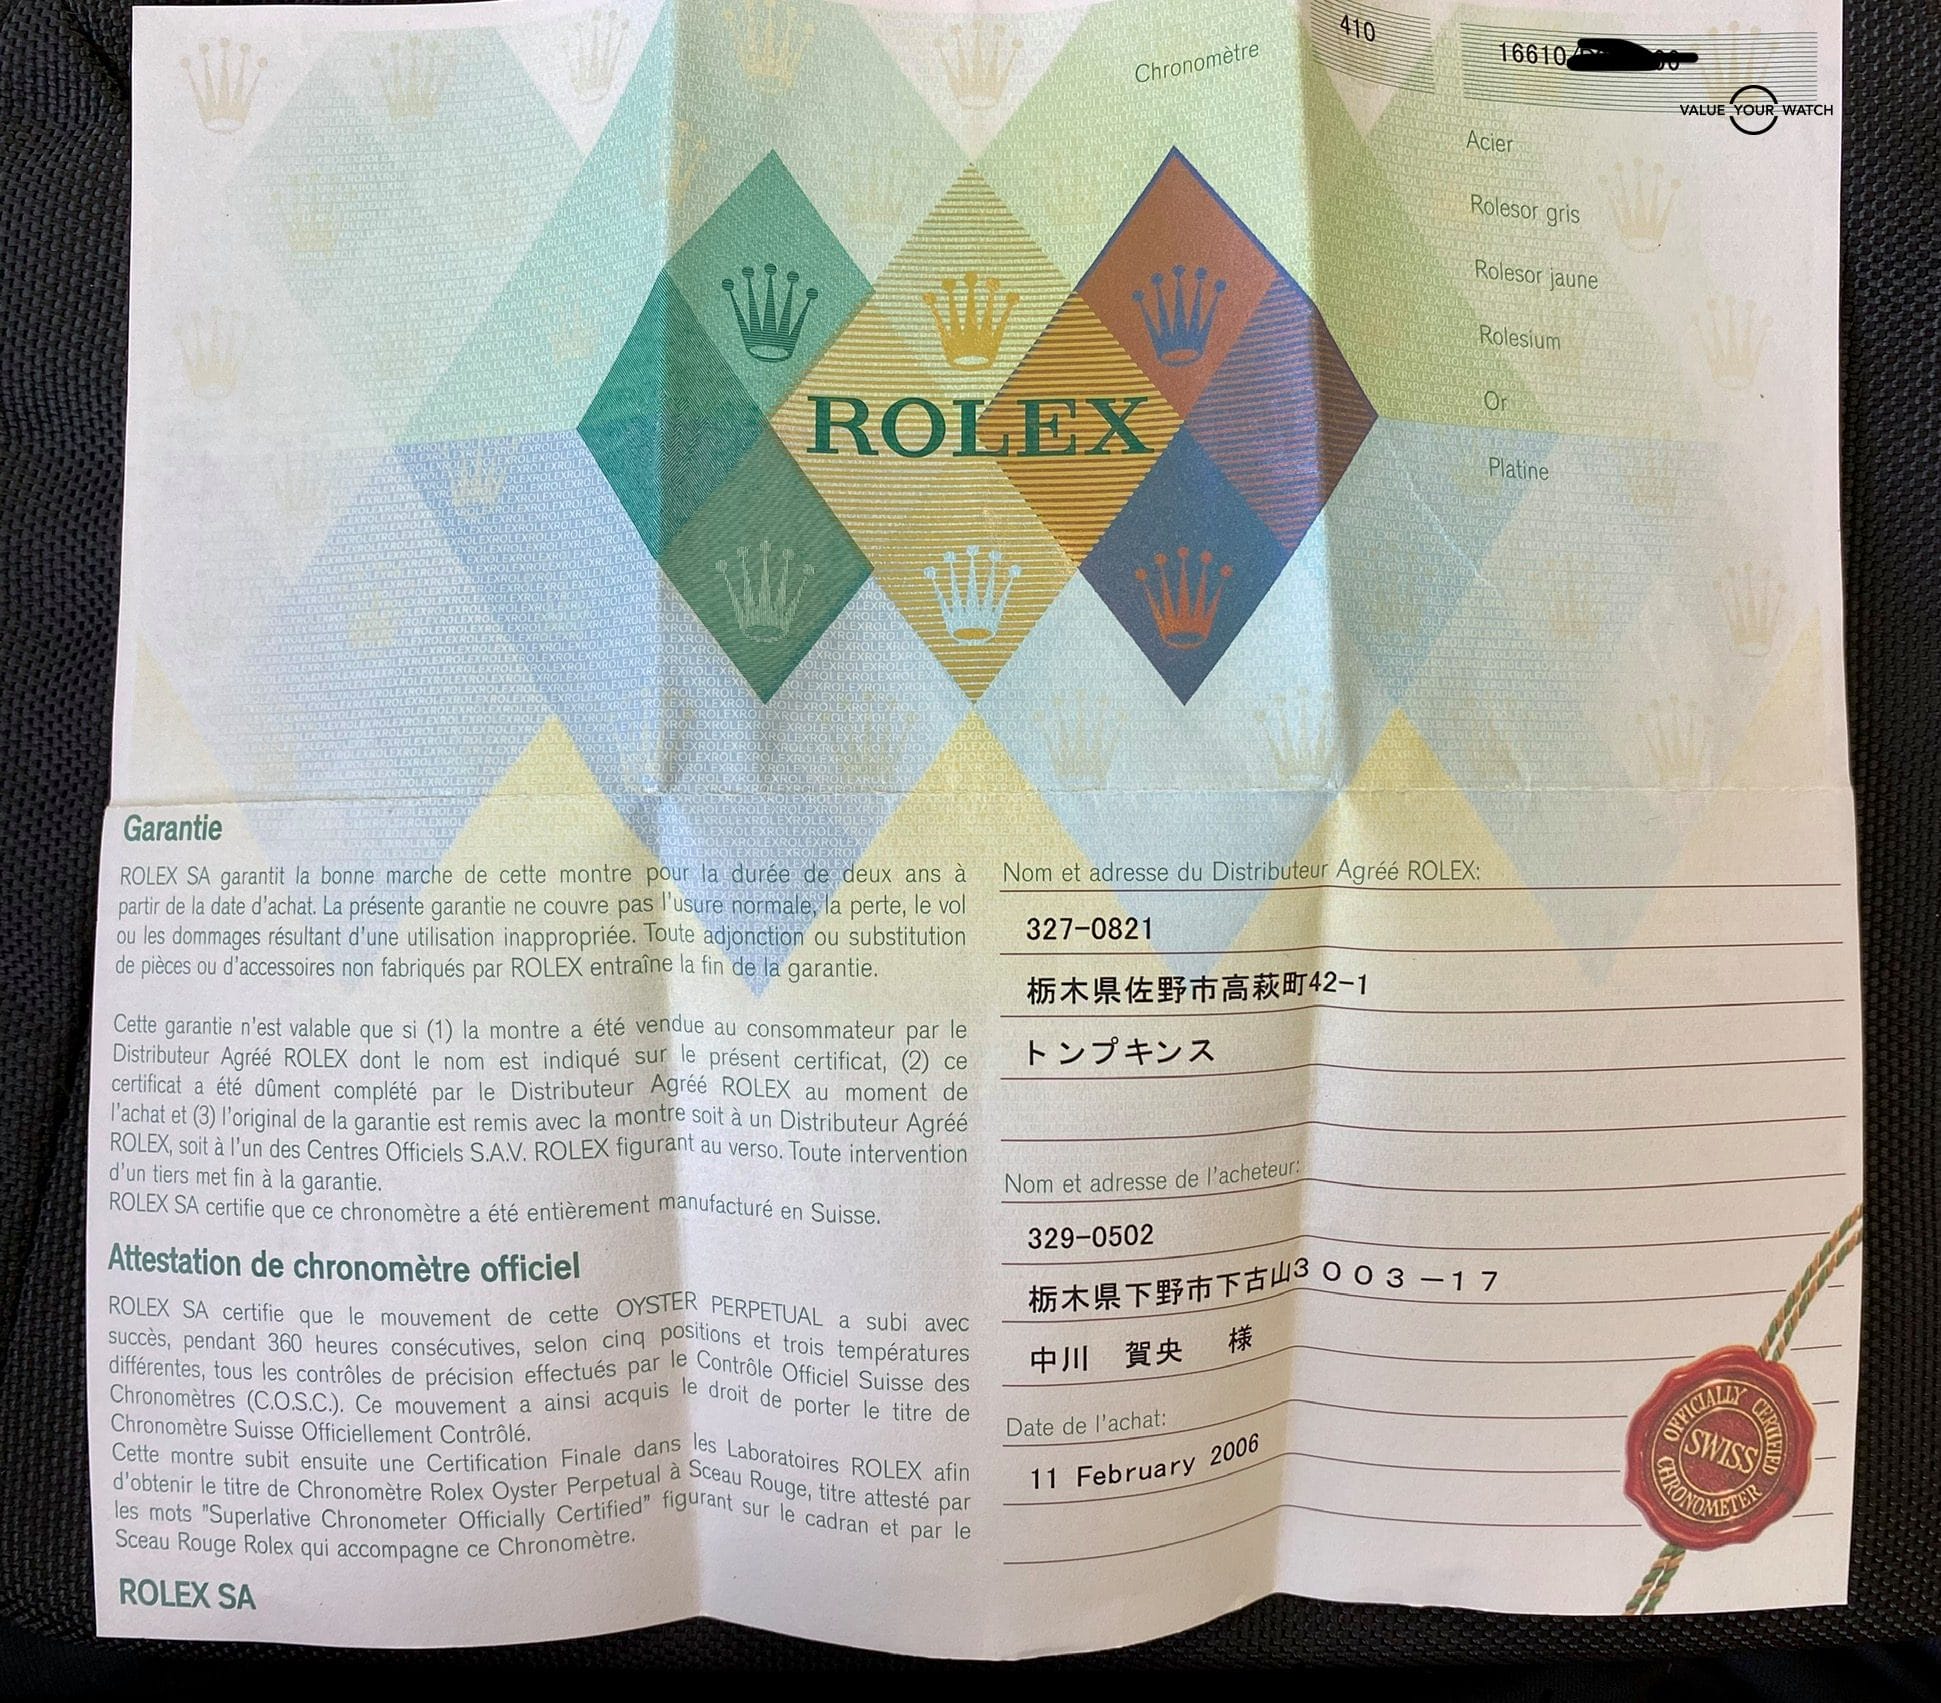 Chronomètre
410
16610
VALUE YOUR WATCH
Acier
Rolesor gris
Rolesor jaune
Rolesium
Or
Platine
ROLEX
Garantie
ROLEX SA garantit la bonne marche de cette montre pour la durée de deux ans à
partir de la date d'achat. La présente garantie ne couvre pas l'usure normale, la perte, le vol
ou les dommages résultant d'une utilisation inappropriée. Toute adjonction ou substitution
de pièces ou d'accessoires non fabriqués par ROLEX entraîne la fin de la garantie.
Cette garantie n'est valable que si (1) la montre a été vendue au consommateur par le
Distributeur Agréé ROLEX dont le nom est indiqué sur le présent certificat, (2) ce
certificat a été dûment complété par le Distributeur Agréé ROLEX au moment de
l'achat et (3) l'original de la garantie est remis avec la montre soit à un Distributeur Agréé
ROLEX, soit à l'un des Centres Officiels S.A.V. ROLEX figurant au verso. Toute intervention
d'un tiers met fin à la garantie.
ROLEX SA certifie que ce chronomètre a été entièrement manufacturé en Suisse.
Attestation de chronomètre officiel
ROLEX SA certifie que le mouvement de cette OYSTER PERPETUAL a subi avec
succès, pendant 360 heures consécutives, selon cinq positions et trois températures
différentes, tous les contrôles de précision effectués par le Contrôle Officiel Suisse des
Chronomètres (C.O.S.C.). Ce mouvement a ainsi acquis le droit de porter le titre de
Chronomètre Suisse Officiellement Contrôlé.
Cette montre subit ensuite une Certification Finale dans les Laboratoires ROLEX afin
d'obtenir le titre de Chronomètre Rolex Oyster Perpetual à Sceau Rouge, titre attesté par
les mots "Superlative Chronometer Officially Certified" figurant sur le cadran et par le
Sceau Rouge Rolex qui accompagne ce Chronomètre.
ROLEX SA
Nom et adresse du Distributeur Agréé ROLEX:
327-0821
栃木県佐野市高萩町42-1
トンプキンス
Nom et adresse de l'acheteur:
329-0502
栃木県下野市下古山3００３－１７
中川　賀央　様
Date de l'achat:
11 February 2006
OFFICIALLY CERTIFIED
SWISS
CHRONOMETER